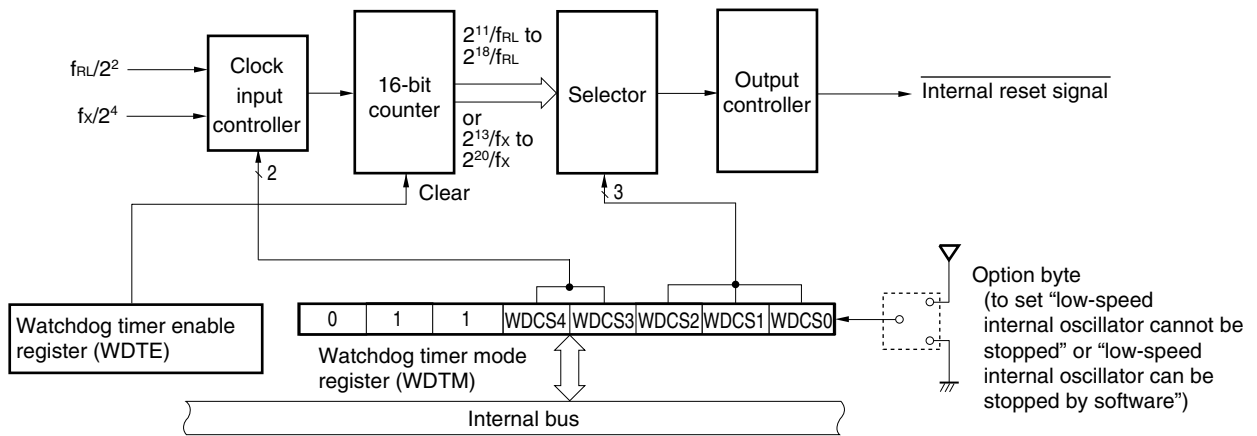 fRL/2²
fX/2⁴
Clock
input
controller
2
16-bit
counter
Clear
2¹¹/fRL to
2¹⁸/fRL
or
2¹³/fX to
2²⁰/fX
Selector
3
Output
controller
Internal reset signal
Watchdog timer enable
register (WDTE)
0 1 1 WDCS4 WDCS3 WDCS2 WDCS1 WDCS0
Watchdog timer mode
register (WDTM)
Internal bus
Option byte
(to set “low-speed
internal oscillator cannot be
stopped” or “low-speed
internal oscillator can be
stopped by software”)